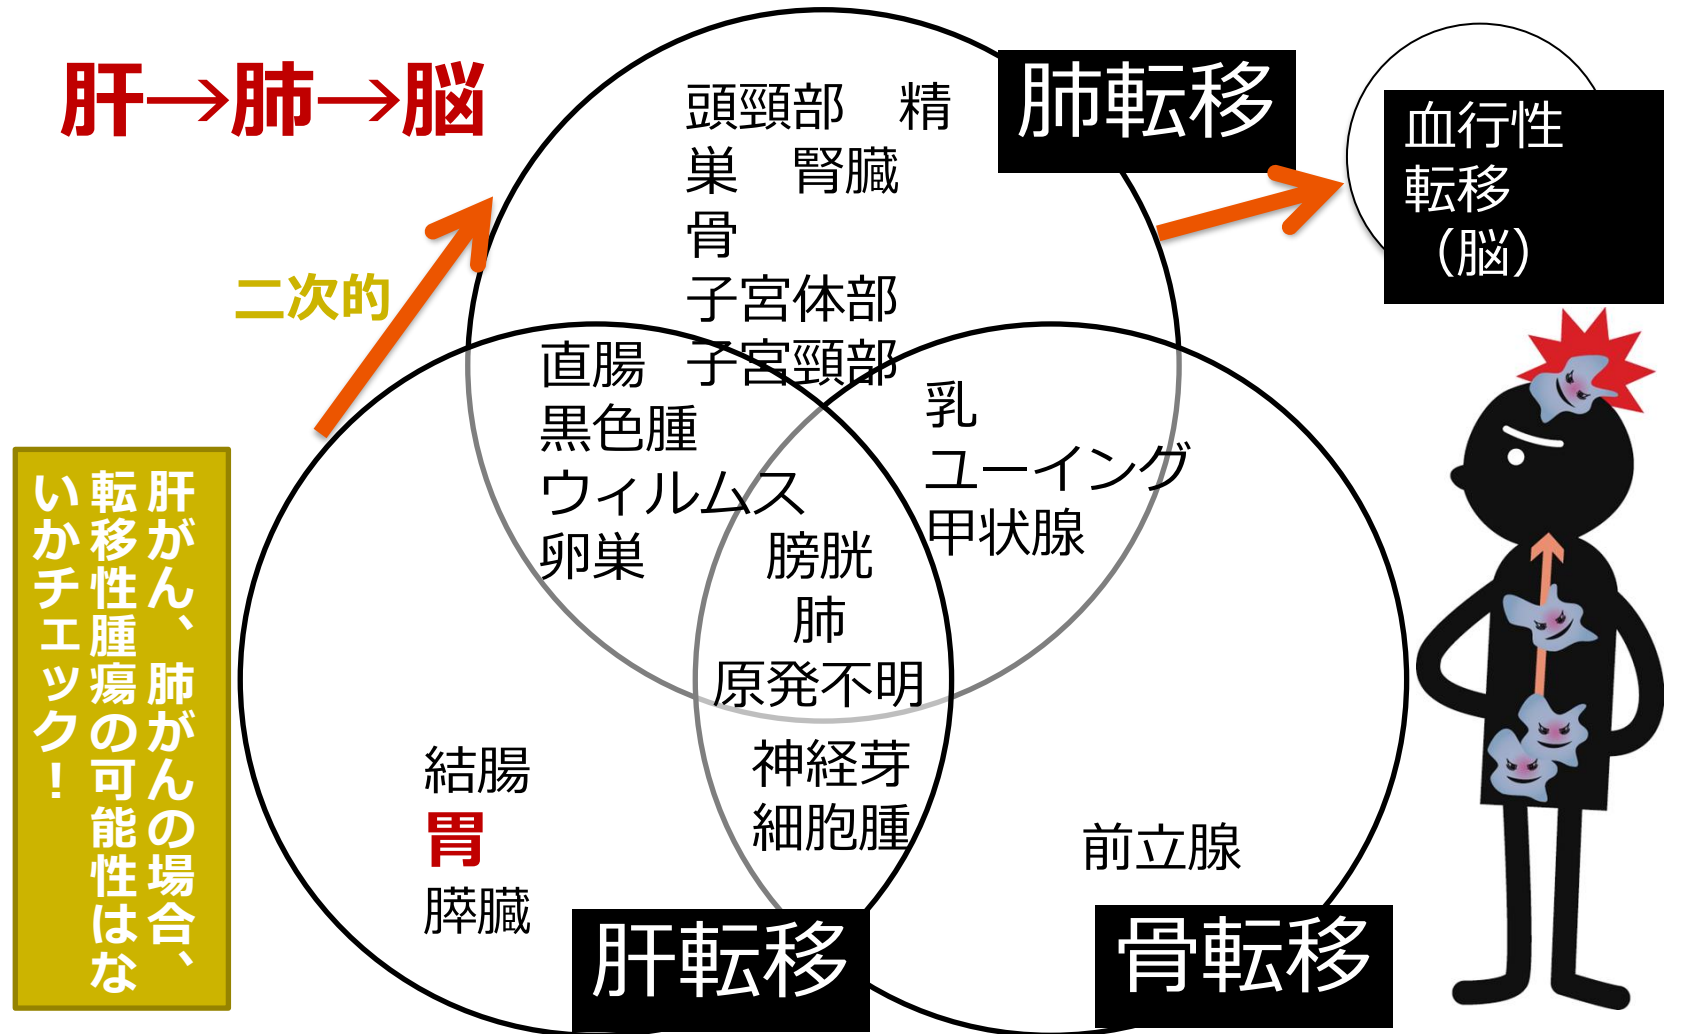 肝→肺→脳
肺転移
血行性
転移
（脳）
頭頸部　精
巣　腎臓
骨
子宮体部
子宮頸部
二次的
直腸
黒色腫
ウィルムス
卵巣
乳
ユーイング
甲状腺
膀胱
肺
原発不明
神経芽
細胞腫
結腸
胃
膵臓
前立腺
肝転移
骨転移
肝がん、肺がんの場合、
転移性腫瘍の可能性はな
いかチェック！